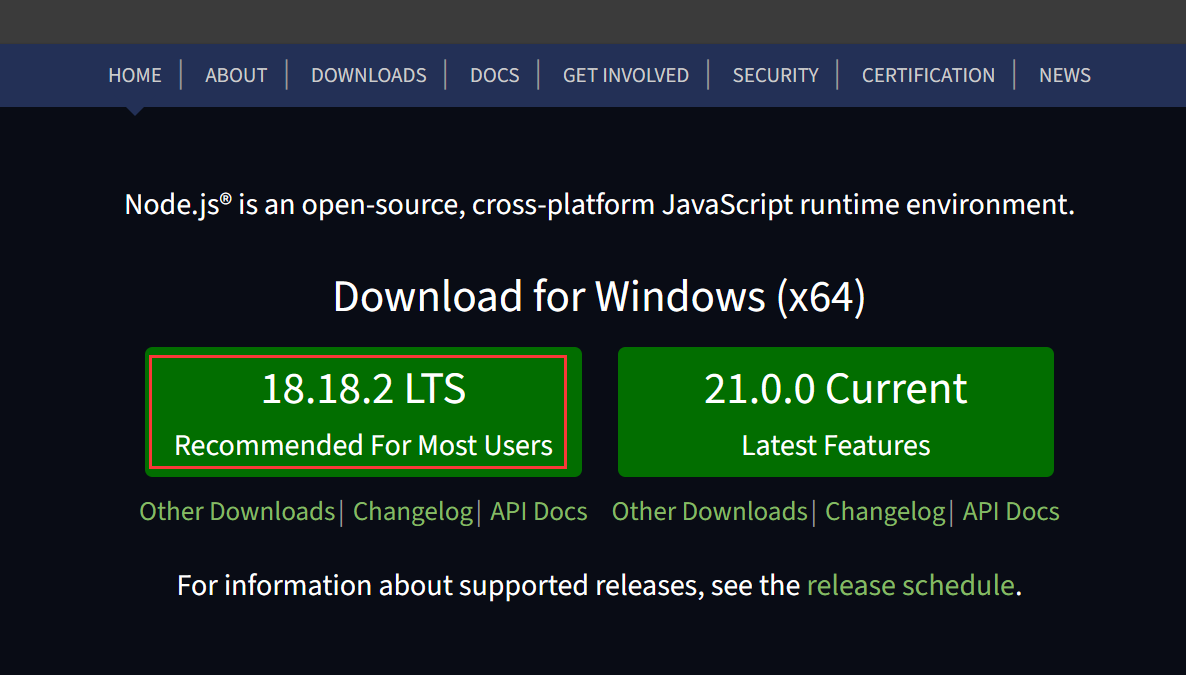 HOME | ABOUT | DOWNLOADS | DOCS | GET INVOLVED | SECURITY | CERTIFICATION | NEWS
Node.js® is an open-source, cross-platform JavaScript runtime environment.
Download for Windows (x64)
18.18.2 LTS
Recommended For Most Users
21.0.0 Current
Latest Features
Other Downloads | Changelog | API Docs
Other Downloads | Changelog | API Docs
For information about supported releases, see the release schedule.